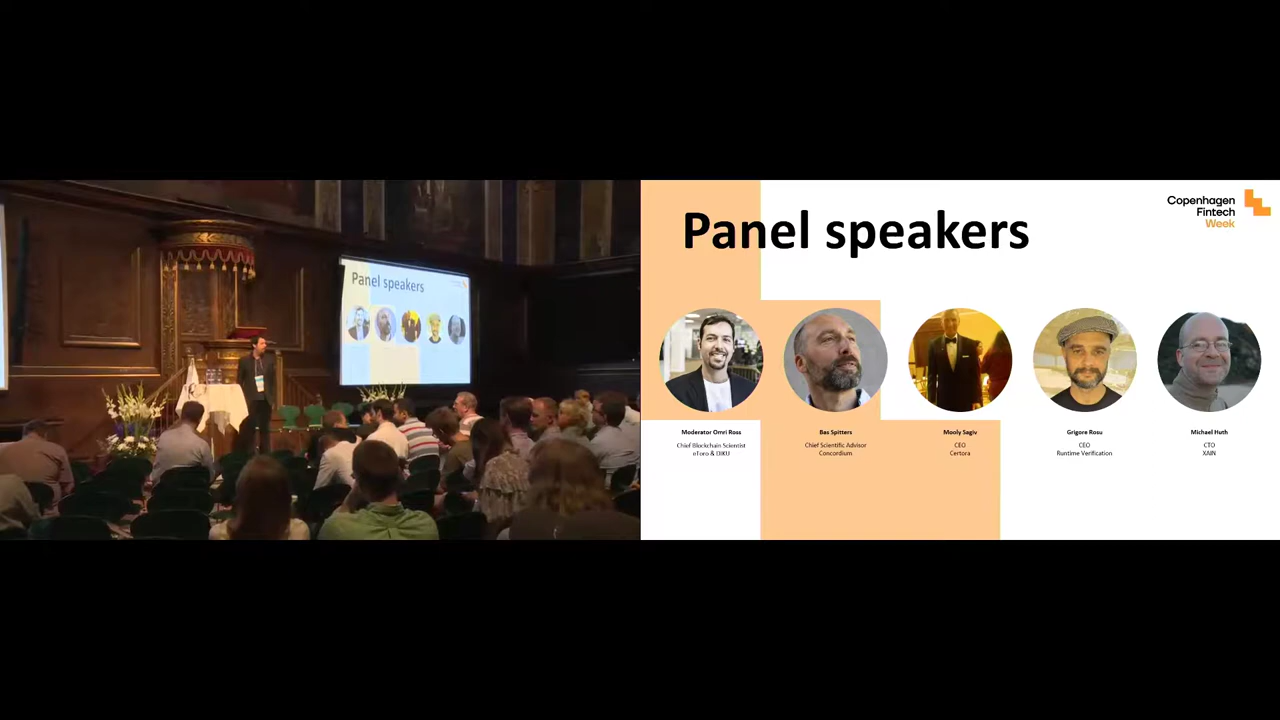 Panel speakers
Panel speakers
Copenhagen
Fintech
Week
Moderator Omri Ross
Chief Blockchain Scientist
eToro & DIKU
Bas Spitters
Chief Scientific Advisor
Concordium
Mooly Sagiv
CEO
Certora
Grigore Rosu
CEO
Runtime Verification
Michael Huth
CTO
XAIN